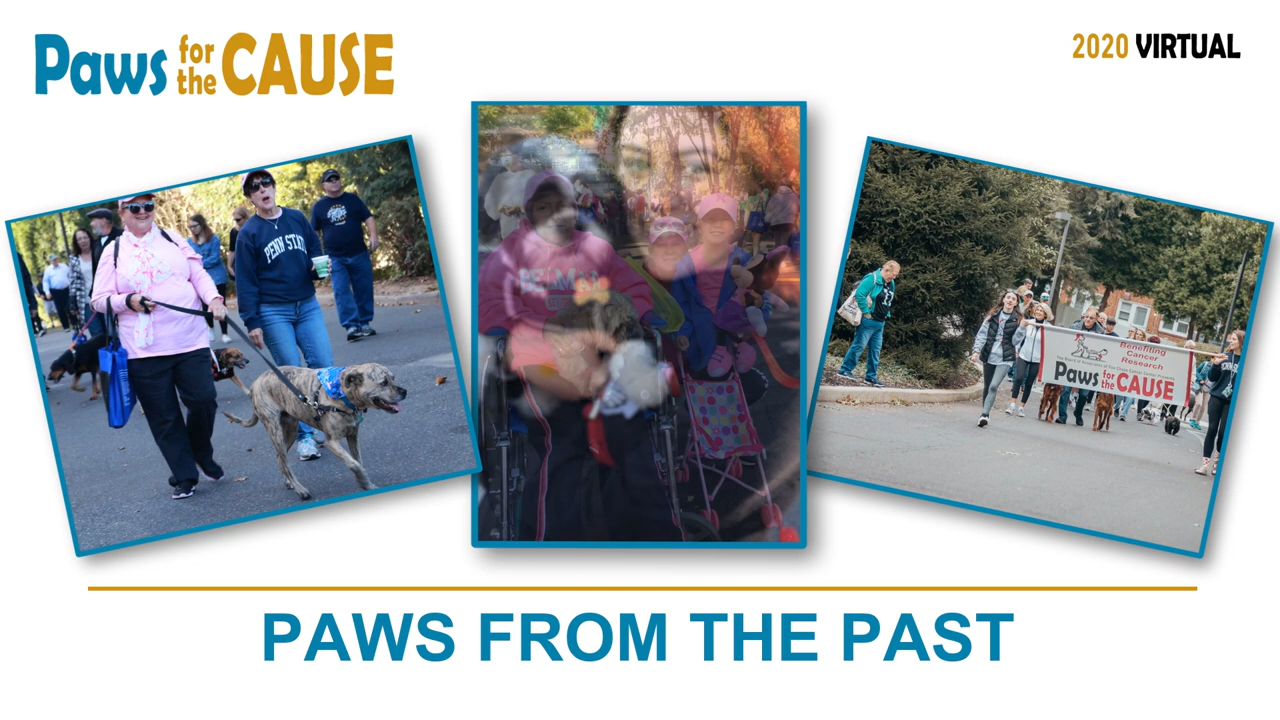 Paws for the CAUSE
2020 VIRTUAL
PENN STATE
Benefiting
Cancer
Research
Paws for the CAUSE
PAWS FROM THE PAST